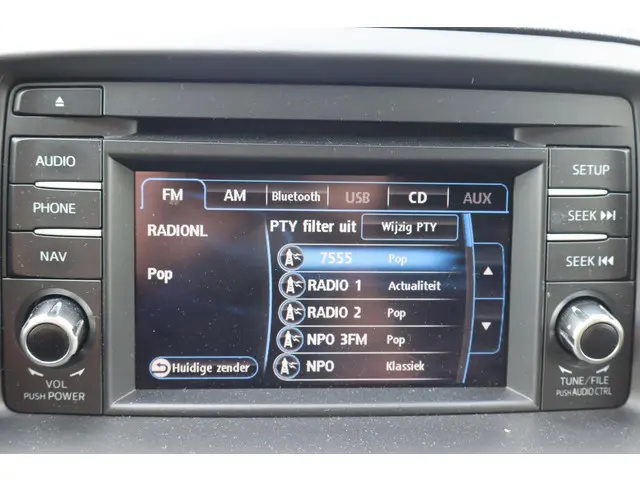 AUDIO
PHONE
NAV
VOL
PUSH POWER
FM AM Bluetooth USB CD AUX
RADIONL
Pop
Huidige zender
PTY filter uit Wijzig PTY
7555 Pop
RADIO 1 Actualiteit
RADIO 2 Pop
NPO 3FM Pop
NPO Klassiek
SETUP
SEEK
SEEK
TUNE/FILE
PUSH AUDIO CTRL